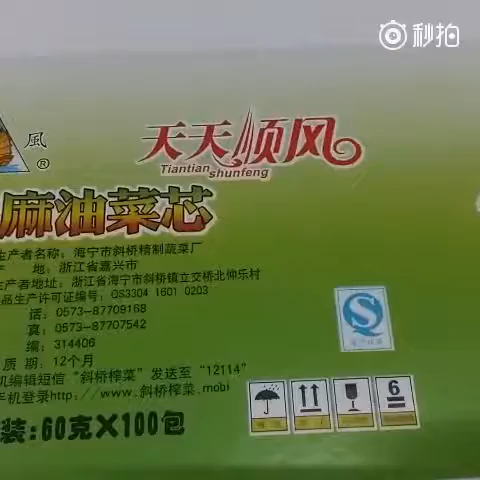 秒拍
風
®
天天顺风
Tiantian shunfeng
麻油菜芯
生产者名称：海宁市斜桥精制蔬菜厂
产 地：浙江省嘉兴市
生产者地址：浙江省海宁市斜桥镇立交桥北仲乐村
品生产许可证编号：QS3304 1601 0203
话：0573-87709168
真：0573-87707542
编：314406
质 期：12个月
机编辑短信“斜桥榨菜”发送至“12114”
手机登录http://www.斜桥榨菜.mobi
装：60克X100包
6